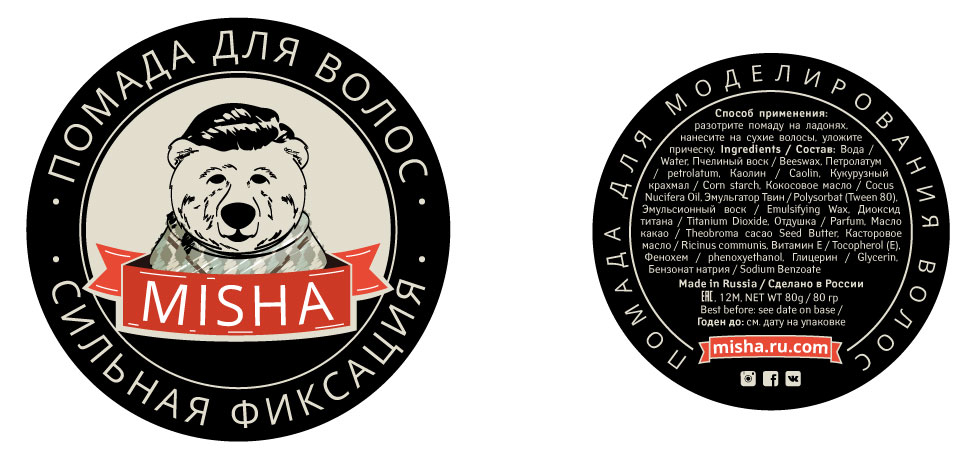 ПОМАДА ДЛЯ ВОЛОС
MISHA
СИЛЬНАЯ ФИКСАЦИЯ
ПОМАДА ДЛЯ МОДЕЛИРОВАНИЯ ВОЛОС
Способ применения:
разотрите помаду на ладонях,
нанесите на сухие волосы, уложите
прическу. Ingredients / Состав: Вода /
Water, Пчелиный воск / Beeswax, Петролатум
/ petrolatum, Каолин / Caolin, Кукурузный
крахмал / Corn starch, Кокосовое масло / Cocus
Nucifera Oil, Эмульгатор Твин / Polysorbat (Tween 80),
Эмульсионный воск / Emulsifying Wax, Диоксид
титана / Titanium Dioxide, Отдушка / Parfum, Масло
какао / Theobroma cacao Seed Butter, Касторовое
масло / Ricinus communis, Витамин Е / Tocopherol (E),
Фенохем / phenoxyethanol, Глицерин / Glycerin,
Бензонат натрия / Sodium Benzoate
Made in Russia / Сделано в России
EAC, 12M, NET WT 80g / 80 гр
Best before: see date on base /
Годен до: см. дату на упаковке
misha.ru.com